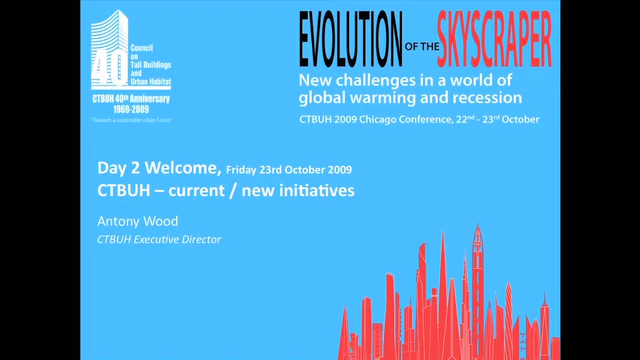 40
Council
on
Tall Buildings
and
Urban Habitat
CTBUH 40th Anniversary
1969-2009
"Towards a sustainable urban future"
EVOLUTION OF THE SKYSCRAPER
New challenges in a world of
global warming and recession
CTBUH 2009 Chicago Conference, 22nd - 23rd October
Day 2 Welcome, Friday 23rd October 2009
CTBUH – current / new initiatives
Antony Wood
CTBUH Executive Director